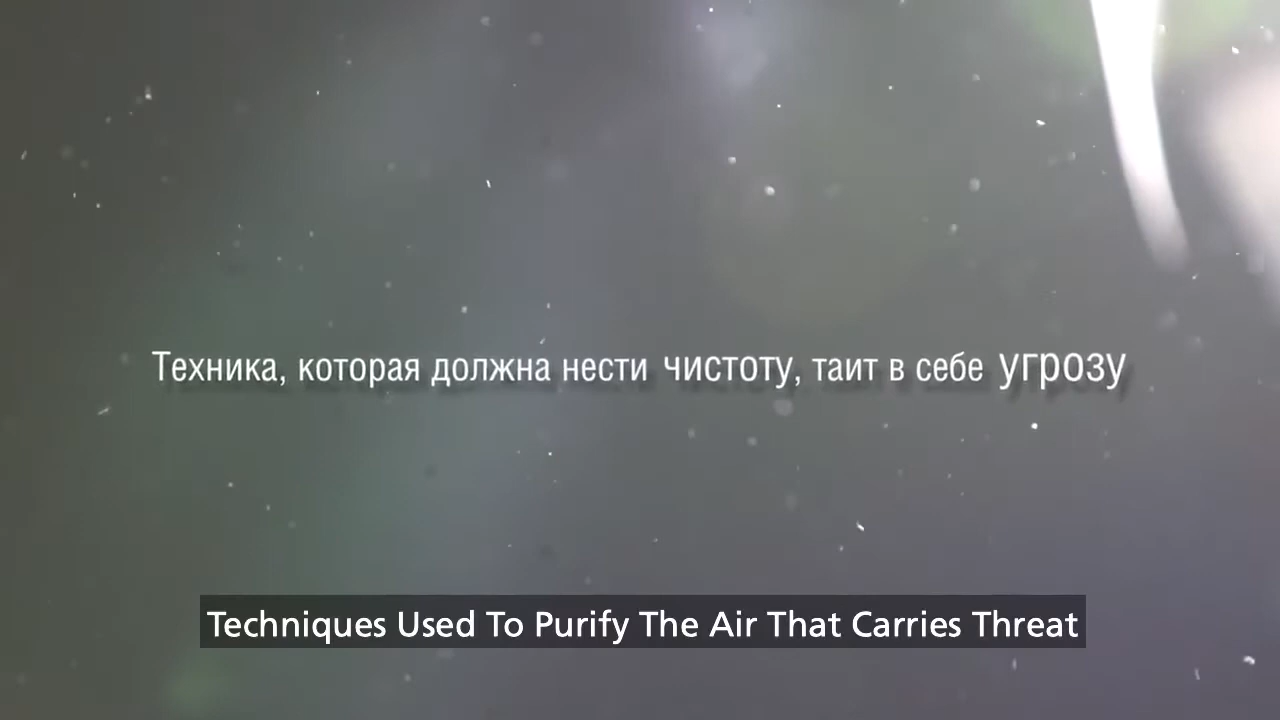 Техника, которая должна нести чистоту, таит в себе угрозу
Techniques Used To Purify The Air That Carries Threat